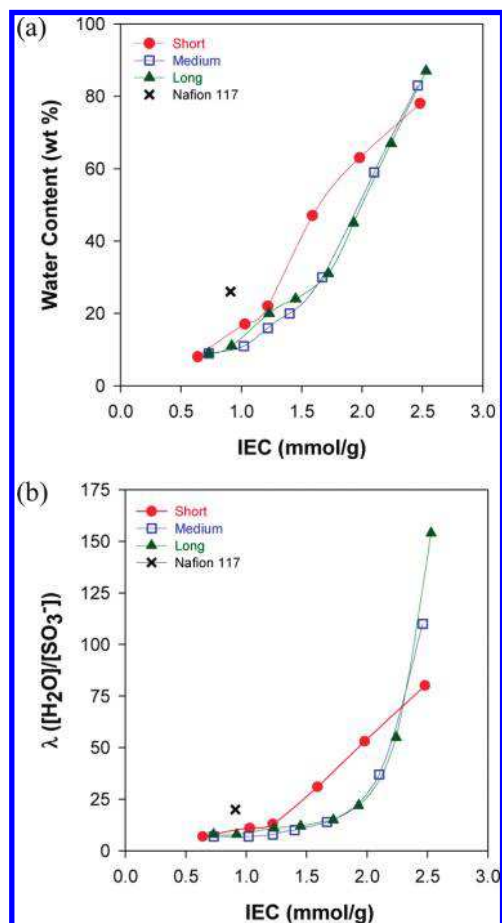 (a)
100
80
60
40
20
0
Water Content (wt %)
Short
Medium
Long
Nafion 117
0.0 0.5 1.0 1.5 2.0 2.5 3.0
IEC (mmol/g)
(b)
175
150
125
100
75
50
25
0
λ ([H₂O]/[SO₃⁻])
Short
Medium
Long
Nafion 117
0.0 0.5 1.0 1.5 2.0 2.5 3.0
IEC (mmol/g)